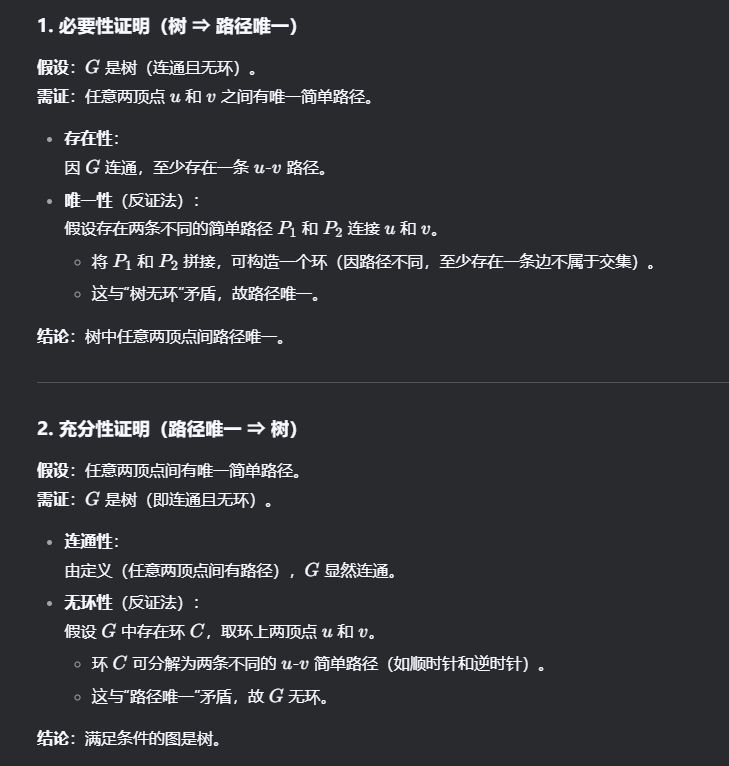 1. 必要性证明（树 ⇒ 路径唯一）
假设：G 是树（连通且无环）。
需证：任意两顶点 u 和 v 之间有唯一简单路径。
• 存在性：
因 G 连通，至少存在一条 u-v 路径。
• 唯一性（反证法）：
假设存在两条不同的简单路径 P₁ 和 P₂ 连接 u 和 v。
◦ 将 P₁ 和 P₂ 拼接，可构造一个环（因路径不同，至少存在一条边不属于交集）。
◦ 这与"树无环"矛盾，故路径唯一。
结论：树中任意两顶点间路径唯一。
2. 充分性证明（路径唯一 ⇒ 树）
假设：任意两顶点间有唯一简单路径。
需证：G 是树（即连通且无环）。
• 连通性：
由定义（任意两顶点间有路径），G 显然连通。
• 无环性（反证法）：
假设 G 中存在环 C，取环上两顶点 u 和 v。
◦ 环 C 可分解为两条不同的 u-v 简单路径（如顺时针和逆时针）。
◦ 这与"路径唯一"矛盾，故 G 无环。
结论：满足条件的图是树。